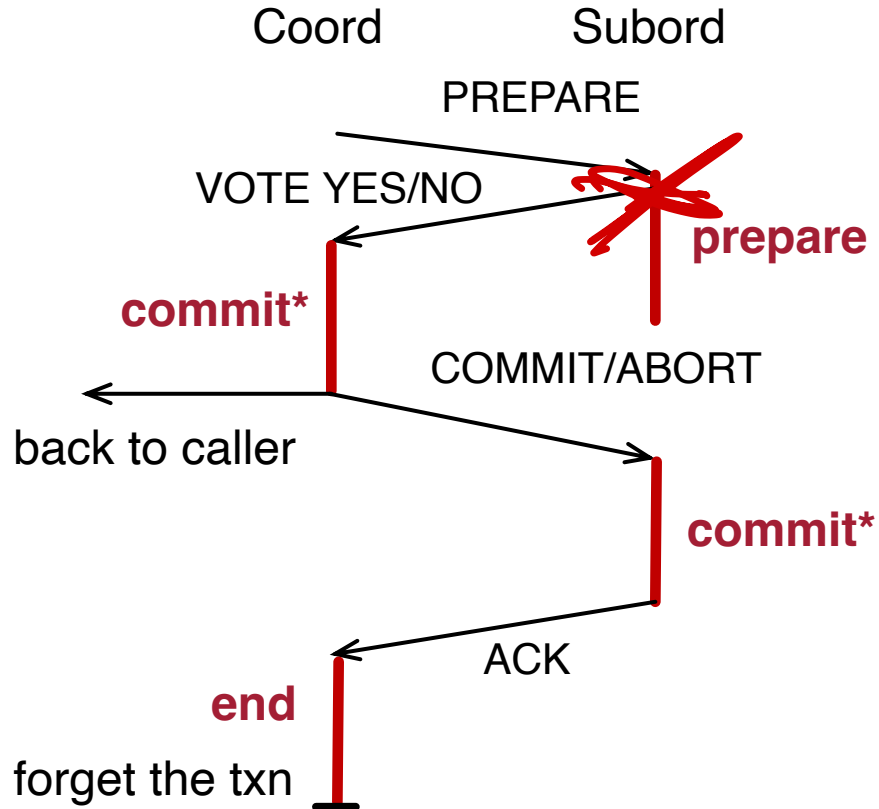 Coord
Subord
PREPARE
VOTE YES/NO
prepare
commit*
COMMIT/ABORT
back to caller
commit*
ACK
end
forget the txn